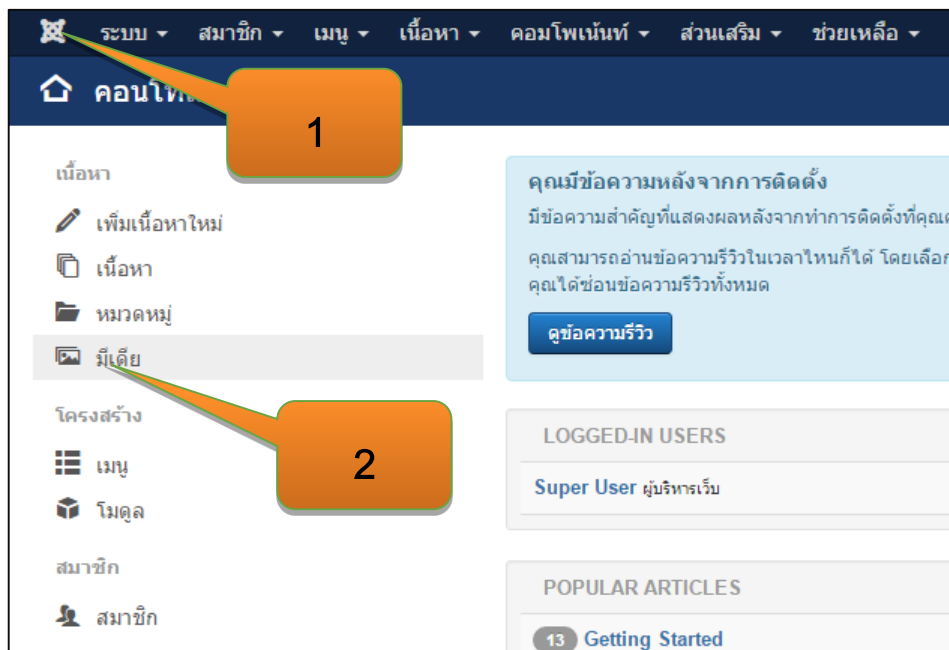 ระบบ สมาชิก เมนู เนื้อหา คอมโพเน้นท์ ส่วนเสริม ช่วยเหลือ
1
เนื้อหา
เพิ่มเนื้อหาใหม่
เนื้อหา
หมวดหมู่
มีเดีย
2
โครงสร้าง
เมนู
โมดูล
สมาชิก
สมาชิก
คุณมีข้อความหลังจากการติดตั้ง
มีข้อความสำคัญที่แสดงผลหลังจากทำการติดตั้งที่คุณ
คุณสามารถอ่านข้อความรีวิวในเวลาไหนก็ได้ โดยเลือก
คุณได้ซ่อนข้อความรีวิวทั้งหมด
ดูข้อความรีวิว
LOGGED-IN USERS
Super User ผู้บริหารเว็บ
POPULAR ARTICLES
13 Getting Started